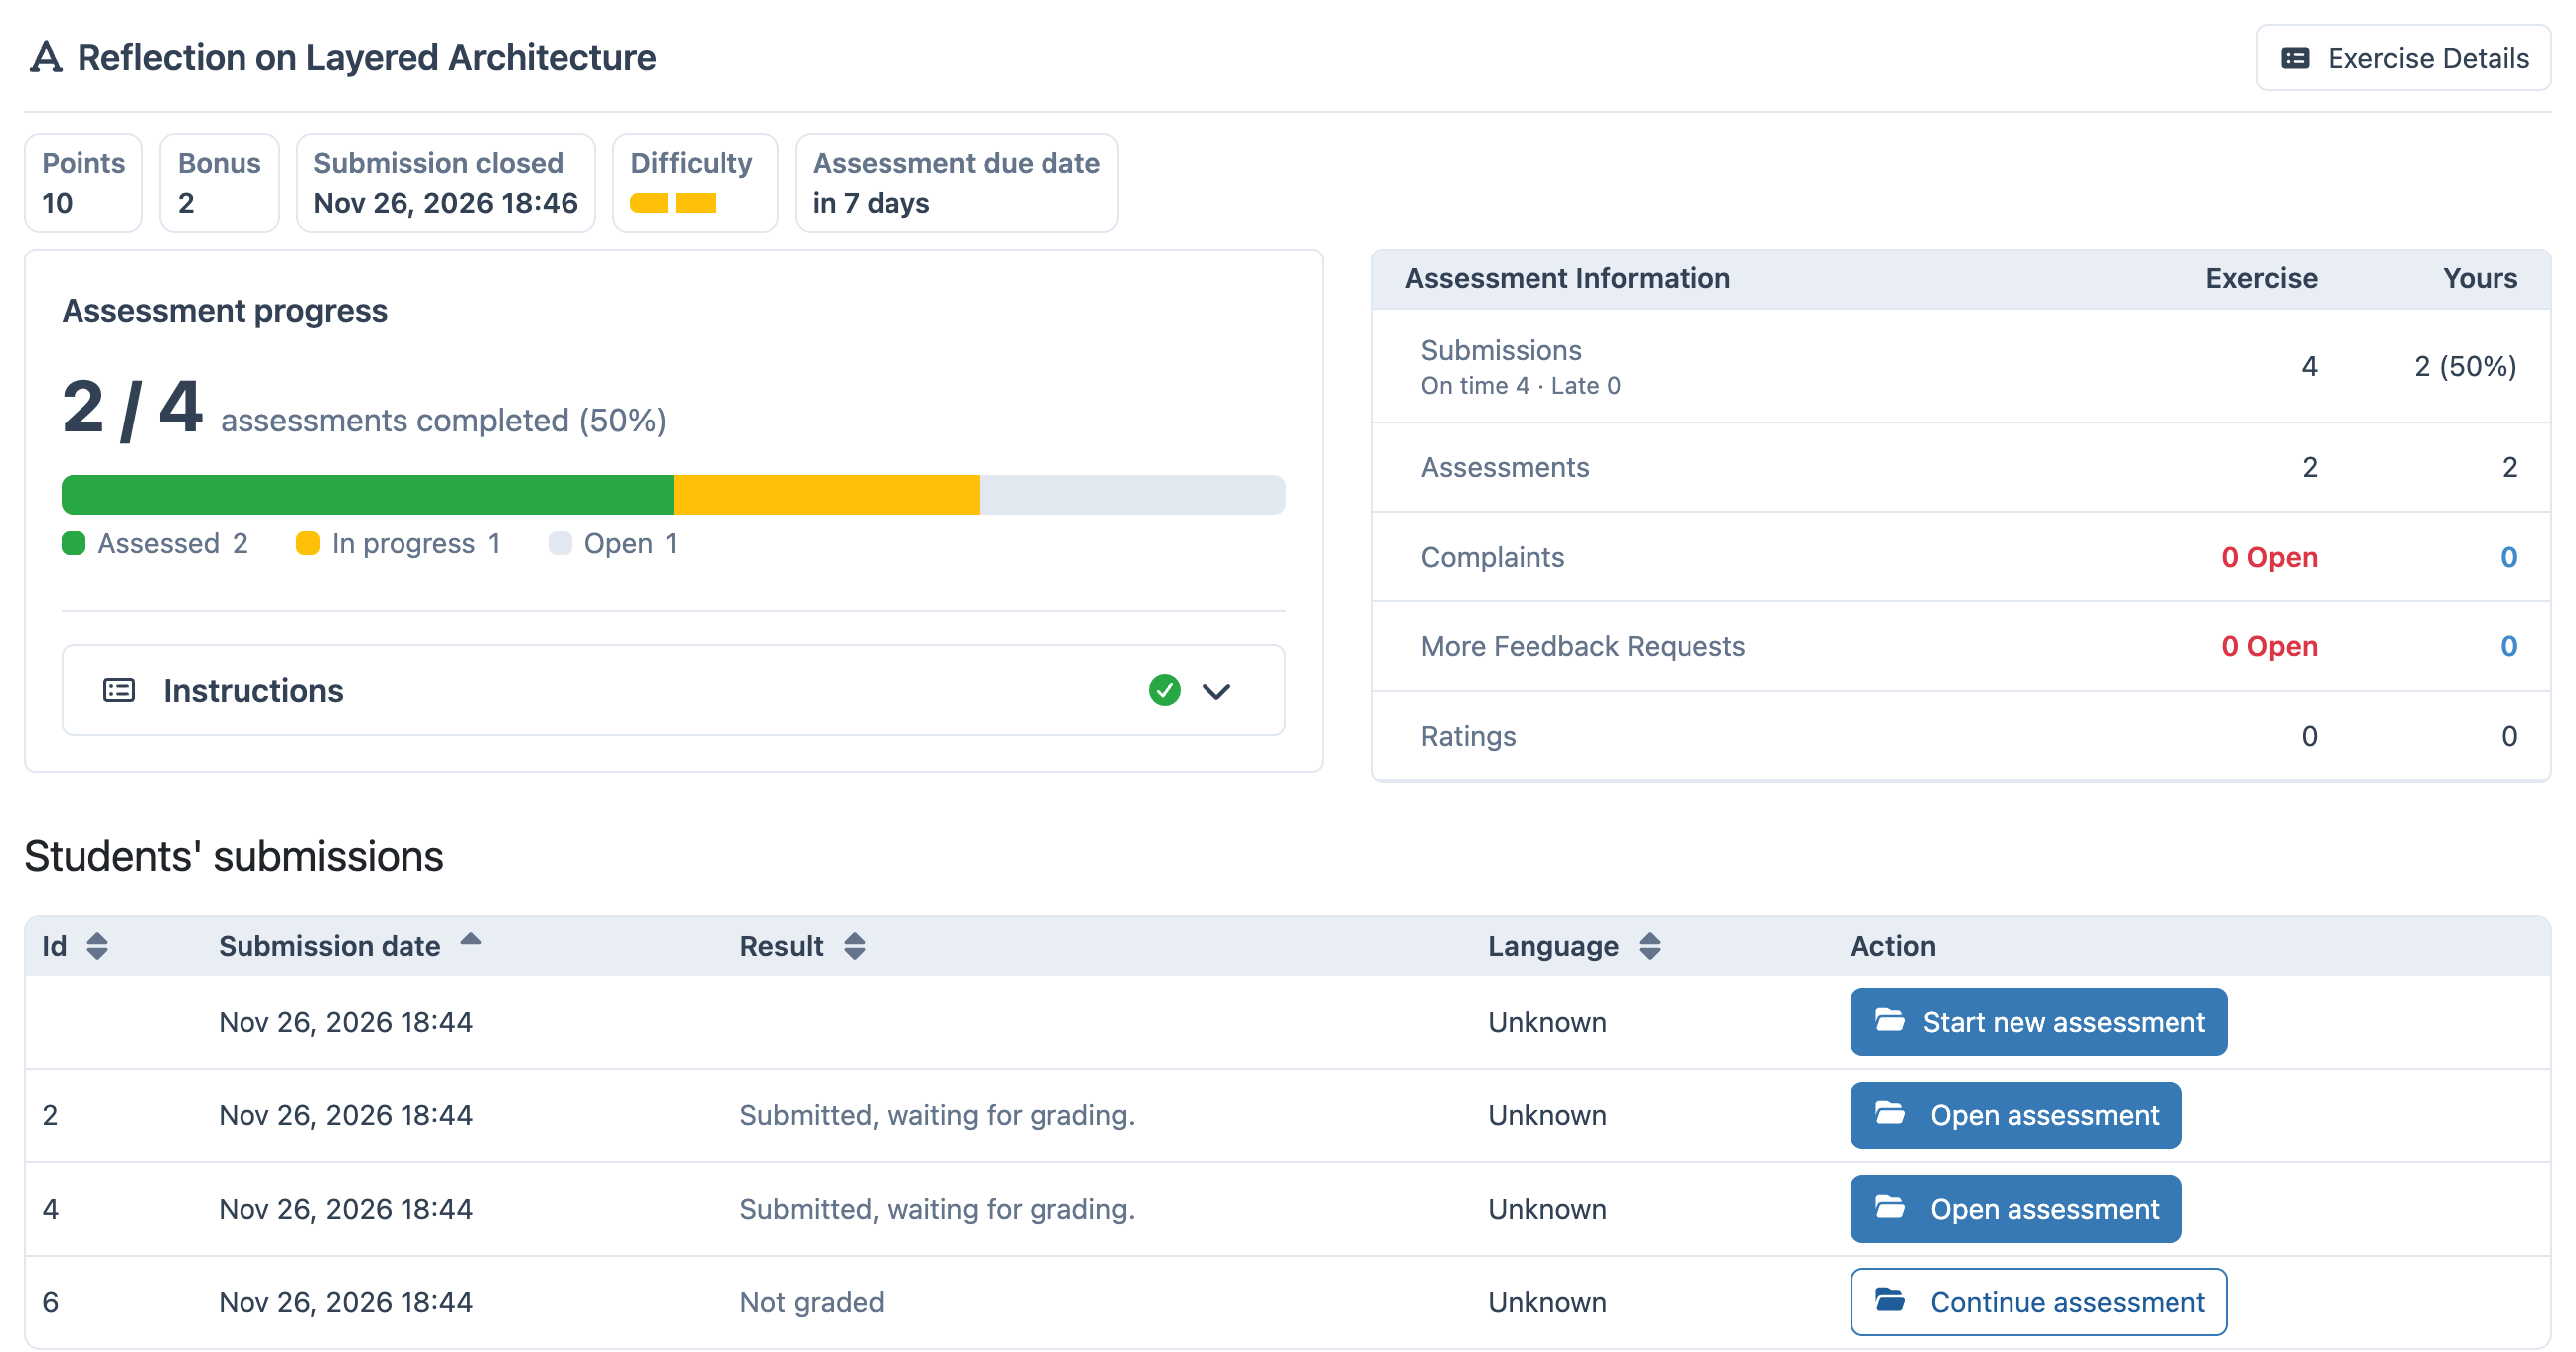 Reflection on Layered Architecture
Exercise Details
Points
10
Bonus
2
Submission closed
Nov 26, 2026 18:46
Difficulty
Assessment due date
in 7 days
Assessment progress
2 / 4 assessments completed (50%)
Assessed 2 In progress 1 Open 1
Instructions
Assessment Information Exercise Yours
Submissions
On time 4 · Late 0
4 2 (50%)
Assessments 2 2
Complaints 0 Open 0
More Feedback Requests 0 Open 0
Ratings 0 0
Students' submissions
Id Submission date Result Language Action
Nov 26, 2026 18:44 Unknown Start new assessment
2 Nov 26, 2026 18:44 Submitted, waiting for grading. Unknown Open assessment
4 Nov 26, 2026 18:44 Submitted, waiting for grading. Unknown Open assessment
6 Nov 26, 2026 18:44 Not graded Unknown Continue assessment